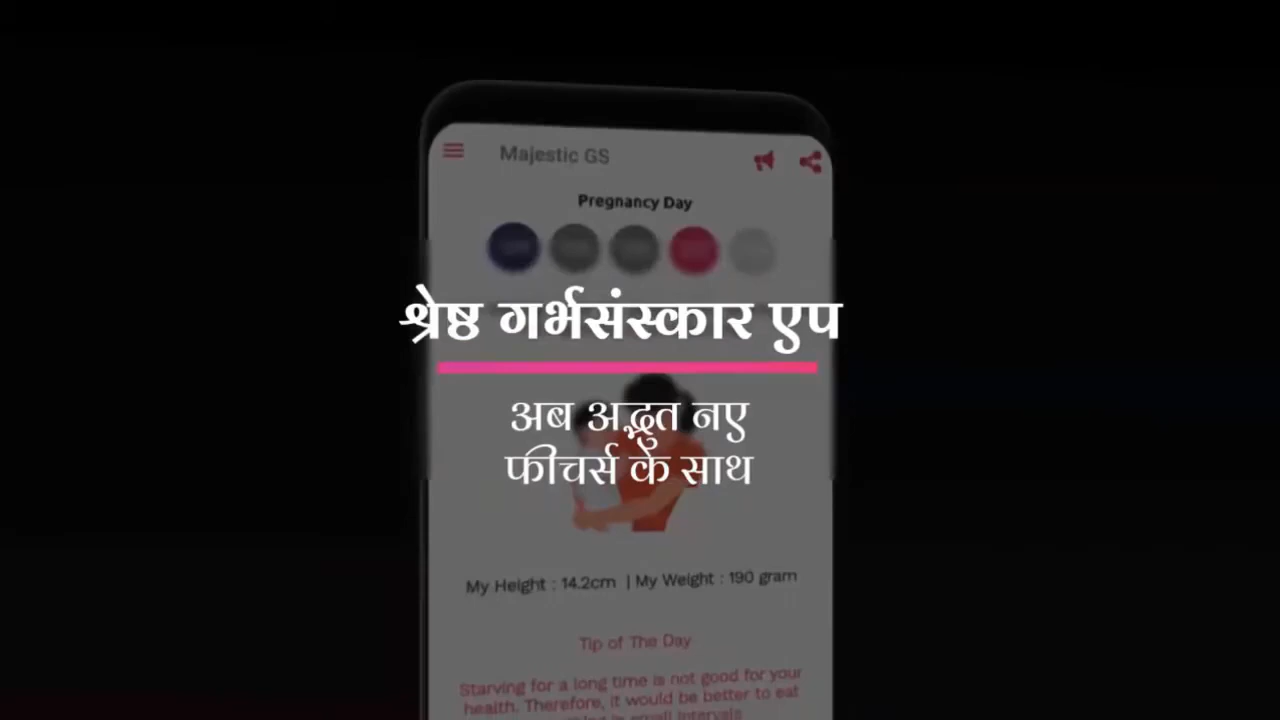 Majestic GS
Pregnancy Day
श्रेष्ठ गर्भसंस्कार एप
अब अद्भुत नए
फीचर्स के साथ
My Height : 14.2cm | My Weight : 190 gram
Tip of The Day
Starving for a long time is not good for your
health. Therefore, it would be better to eat
small intervals